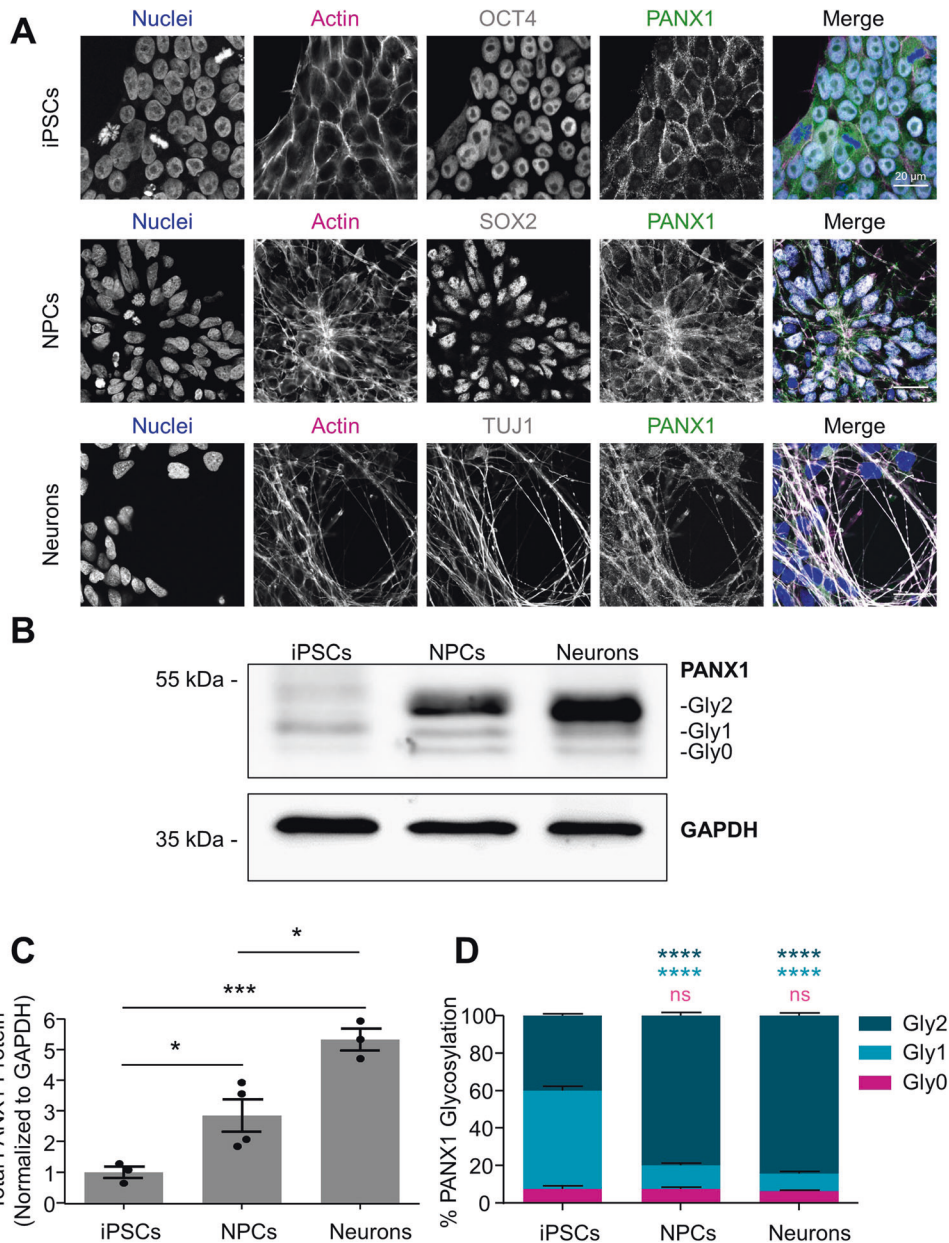 A
Nuclei Actin OCT4 PANX1 Merge
iPSCs
20 µm
Nuclei Actin SOX2 PANX1 Merge
NPCs
Nuclei Actin TUJ1 PANX1 Merge
Neurons
B
iPSCs NPCs Neurons
PANX1
55 kDa -
-Gly2
-Gly1
-Gly0
35 kDa -
GAPDH
C
*
***
*
PANX1 Protein
(Normalized to GAPDH)
6
5
4
3
2
1
0
iPSCs NPCs Neurons
D
**** ****
**** ****
ns ns
% PANX1 Glycosylation
100
80
60
40
20
0
iPSCs NPCs Neurons
Gly2
Gly1
Gly0